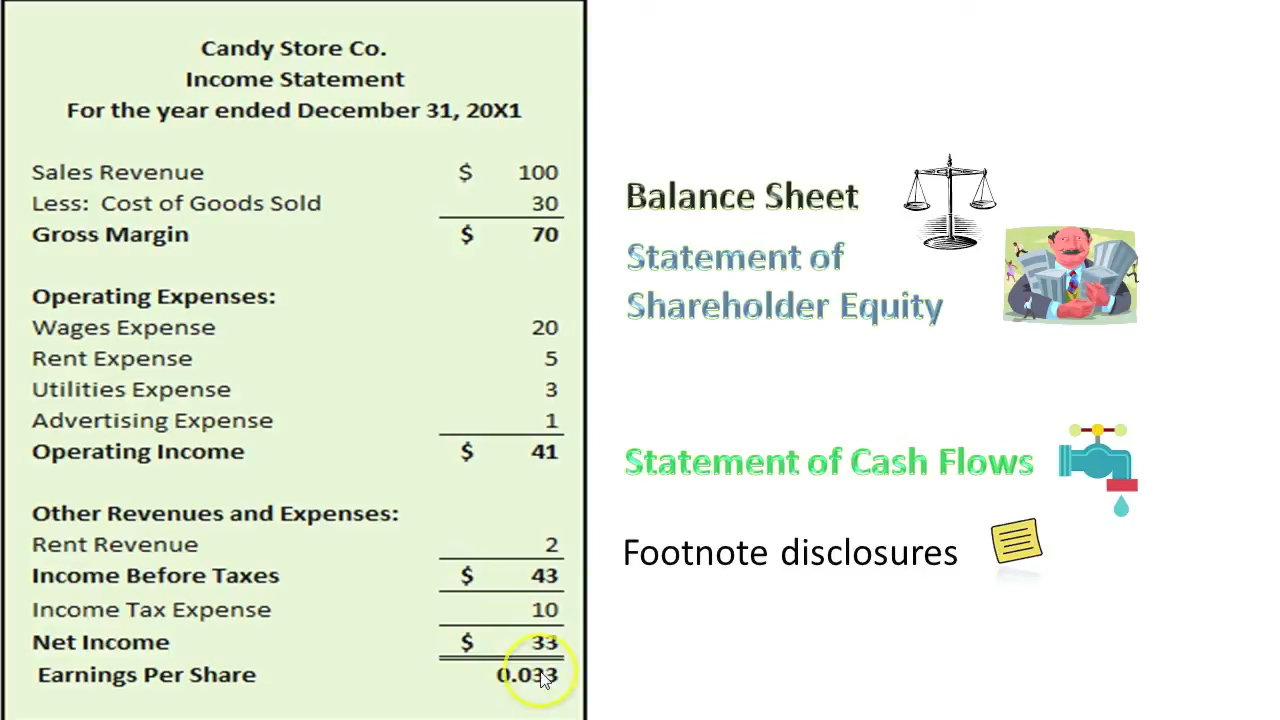 Candy Store Co.
Income Statement
For the year ended December 31, 20X1
Sales Revenue $ 100
Less: Cost of Goods Sold 30
Gross Margin $ 70
Operating Expenses:
Wages Expense 20
Rent Expense 5
Utilities Expense 3
Advertising Expense 1
Operating Income $ 41
Other Revenues and Expenses:
Rent Revenue 2
Income Before Taxes $ 43
Income Tax Expense 10
Net Income $ 33
Earnings Per Share 0.033
Balance Sheet
Statement of
Shareholder Equity
Statement of Cash Flows
Footnote disclosures